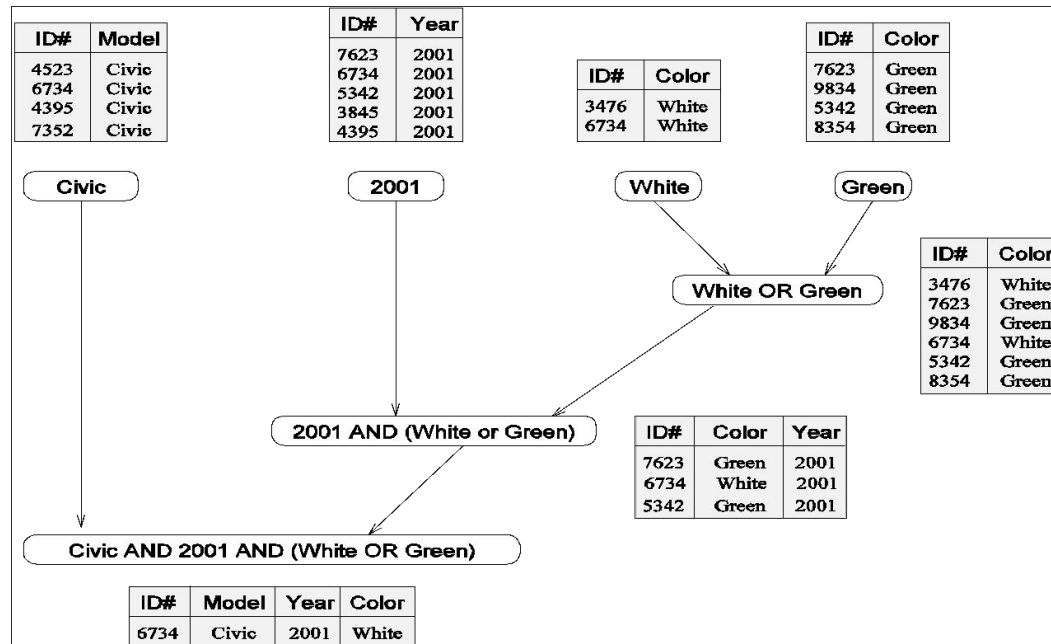 ID# Model
4523 Civic
6734 Civic
4395 Civic
7352 Civic
ID# Year
7623 2001
6734 2001
5342 2001
3845 2001
4395 2001
ID# Color
3476 White
6734 White
ID# Color
7623 Green
9834 Green
5342 Green
8354 Green
Civic
2001
White
Green
White OR Green
ID# Color
3476 White
7623 Green
9834 Green
6734 White
5342 Green
8354 Green
2001 AND (White or Green)
ID# Color Year
7623 Green 2001
6734 White 2001
5342 Green 2001
Civic AND 2001 AND (White OR Green)
ID# Model Year Color
6734 Civic 2001 White